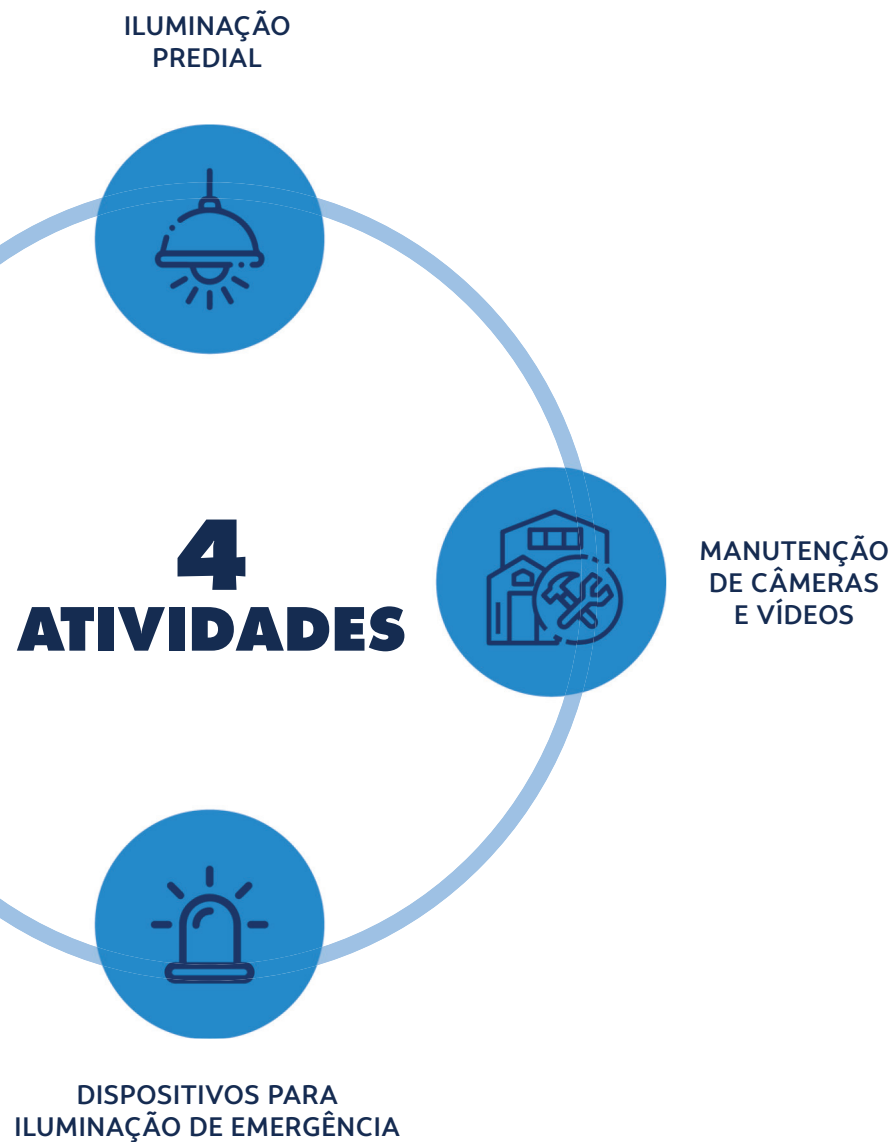 ILUMINAÇÃO
PREDIAL
4
ATIVIDADES
MANUTENÇÃO
DE CÂMERAS
E VÍDEOS
DISPOSITIVOS PARA
ILUMINAÇÃO DE EMERGÊNCIA